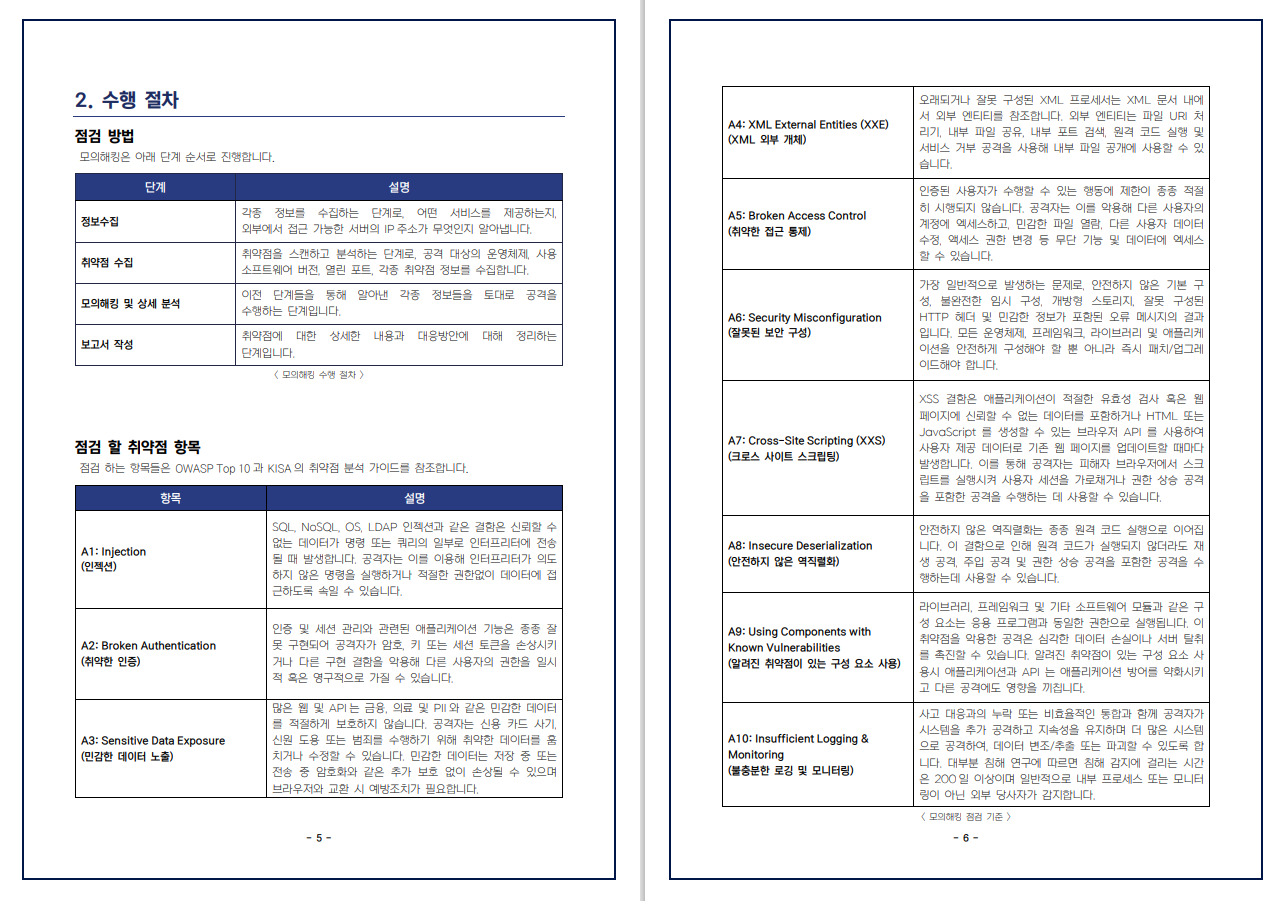 2. 수행 절차
점검 방법
모의해킹은 아래 단계 순서로 진행합니다.
단계 설명
정보수집
각종 정보를 수집하는 단계로, 어떤 서비스를 제공하는지,
외부에서 접근 가능한 서버의 IP 주소가 무엇인지 알아냅니다.
취약점 수집
취약점을 스캔하고 분석하는 단계로, 공격 대상의 운영체제, 사용
소프트웨어 버전, 열린 포트, 각종 취약점 정보를 수집합니다.
모의해킹 및 상세 분석
이전 단계들을 통해 알아낸 각종 정보들을 토대로 공격을
수행하는 단계입니다.
보고서 작성
취약점에 대한 상세한 내용과 대응방안에 대해 정리하는
단계입니다.
〈 모의해킹 수행 절차 〉
점검 할 취약점 항목
점검 하는 항목들은 OWASP Top 10 과 KISA 의 취약점 분석 가이드를 참조합니다.
항목 설명
A1: Injection
(인젝션)
SQL, NoSQL, OS, LDAP 인젝션과 같은 결함은 신뢰할 수
없는 데이터가 명령 또는 쿼리의 일부로 인터프리터에 전송
될 때 발생합니다. 공격자는 이를 이용해 인터프리터가 의도
하지 않은 명령을 실행하거나 적절한 권한없이 데이터에 접
근하도록 속일 수 있습니다.
A2: Broken Authentication
(취약한 인증)
인증 및 세션 관리와 관련된 애플리케이션 기능은 종종 잘
못 구현되어 공격자가 암호, 키 또는 세션 토큰을 손상시키
거나 다른 구현 결함을 악용해 다른 사용자의 권한을 일시
적 혹은 영구적으로 가질 수 있습니다.
A3: Sensitive Data Exposure
(민감한 데이터 노출)
많은 웹 및 API 는 금융, 의료 및 PII 와 같은 민감한 데이터
를 적절하게 보호하지 않습니다. 공격자는 신용 카드 사기,
신원 도용 또는 범죄를 수행하기 위해 취약한 데이터를 훔
치거나 수정할 수 있습니다. 민감한 데이터는 저장 중 또는
전송 중 암호화와 같은 추가 보호 없이 손상될 수 있으며
브라우저와 교환 시 예방조치가 필요합니다.
- 5 -
A4: XML External Entities (XXE)
(XML 외부 개체)
오래되거나 잘못 구성된 XML 프로세서는 XML 문서 내에
서 외부 엔티티를 참조합니다. 외부 엔티티는 파일 URI 처
리기, 내부 파일 공유, 내부 포트 검색, 원격 코드 실행 및
서비스 거부 공격을 사용해 내부 파일 공개에 사용할 수 있
습니다.
A5: Broken Access Control
(취약한 접근 통제)
인증된 사용자가 수행할 수 있는 행동에 제한이 종종 적절
히 시행되지 않습니다. 공격자는 이를 악용해 다른 사용자의
계정에 엑세스하고, 민감한 파일 열람, 다른 사용자 데이터
수정, 액세스 권한 변경 등 무단 기능 및 데이터에 엑세스
할 수 있습니다.
A6: Security Misconfiguration
(잘못된 보안 구성)
가장 일반적으로 발생하는 문제로, 안전하지 않은 기본 구
성, 불완전한 임시 구성, 개방형 스토리지, 잘못 구성된
HTTP 헤더 및 민감한 정보가 포함된 오류 메시지의 결과
입니다. 모든 운영체제, 프레임워크, 라이브러리 및 애플리케
이션을 안전하게 구성해야 할 뿐 아니라 즉시 패치/업그레
이드해야 합니다.
A7: Cross-Site Scripting (XXS)
(크로스 사이트 스크립팅)
XSS 결함은 애플리케이션이 적절한 유효성 검사 혹은 웹
페이지에 신뢰할 수 없는 데이터를 포함하거나 HTML 또는
JavaScript 를 생성할 수 있는 브라우저 API 를 사용하여
사용자 제공 데이터로 기존 웹 페이지를 업데이트할 때마다
발생합니다. 이를 통해 공격자는 피해자 브라우저에서 스크
립트를 실행시켜 사용자 세션을 가로채거나 권한 상승 공격
을 포함한 공격을 수행하는 데 사용할 수 있습니다.
A8: Insecure Deserialization
(안전하지 않은 역직렬화)
안전하지 않은 역직렬화는 종종 원격 코드 실행으로 이어집
니다. 이 결함으로 인해 원격 코드가 실행되지 않더라도 재
생 공격, 주입 공격 및 권한 상승 공격을 포함한 공격을 수
행하는데 사용할 수 있습니다.
A9: Using Components with
Known Vulnerabilities
(알려진 취약점이 있는 구성 요소 사용)
라이브러리, 프레임워크 및 기타 소프트웨어 모듈과 같은 구
성 요소는 응용 프로그램과 동일한 권한으로 실행됩니다. 이
취약점을 악용한 공격은 심각한 데이터 손실이나 서버 탈취
를 촉진할 수 있습니다. 알려진 취약점이 있는 구성 요소 사
용시 애플리케이션과 API 는 애플리케이션 방어를 약화시키
고 다른 공격에도 영향을 끼칩니다.
A10: Insufficient Logging &
Monitoring
(불충분한 로깅 및 모니터링)
사고 대응과의 누락 또는 비효율적인 통합과 함께 공격자가
시스템을 추가 공격하고 지속성을 유지하며 더 많은 시스템
으로 공격하여, 데이터 변조/추출 또는 파괴할 수 있도록 합
니다. 대부분 침해 연구에 따르면 침해 감지에 걸리는 시간
은 200 일 이상이며 일반적으로 내부 프로세스 또는 모니터
링이 아닌 외부 당사자가 감지합니다.
〈 모의해킹 점검 기준 〉
- 6 -